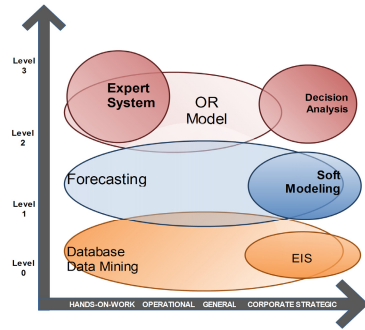 Level
3
Expert
System
OR
Model
Decision
Analysis
Level
2
Forecasting
Soft
Modeling
Level
1
Database
Data Mining
EIS
Level
0
HANDS-ON-WORK OPERATIONAL GENERAL CORPORATE STRATEGIC